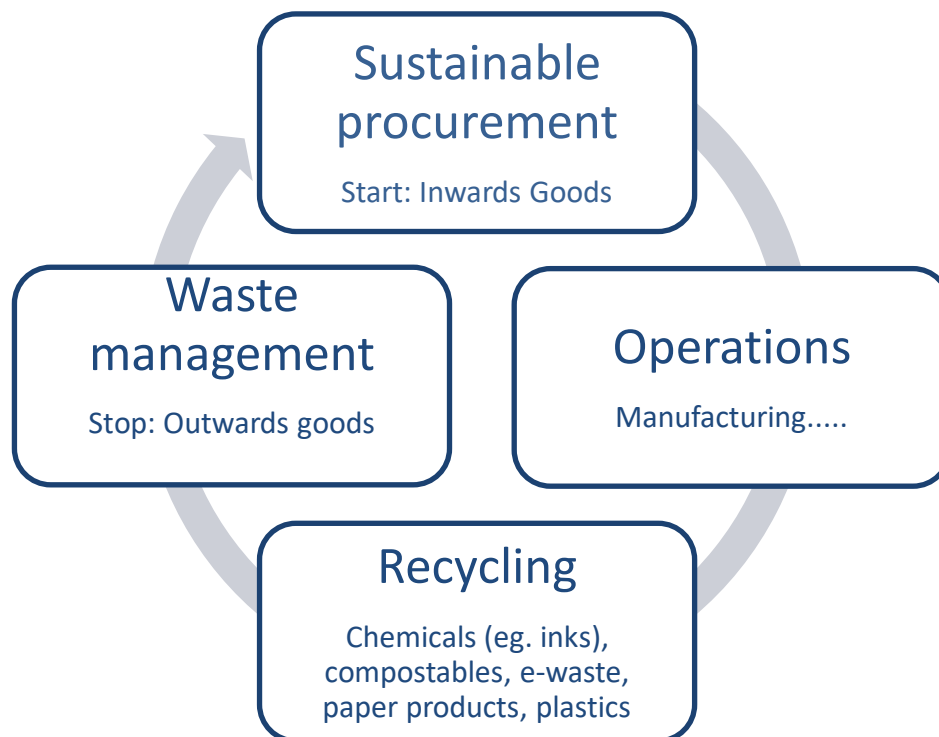 Sustainable
procurement
Start: Inwards Goods
Operations
Manufacturing.....
Recycling
Chemicals (eg. inks),
compostables, e-waste,
paper products, plastics
Waste
management
Stop: Outwards goods